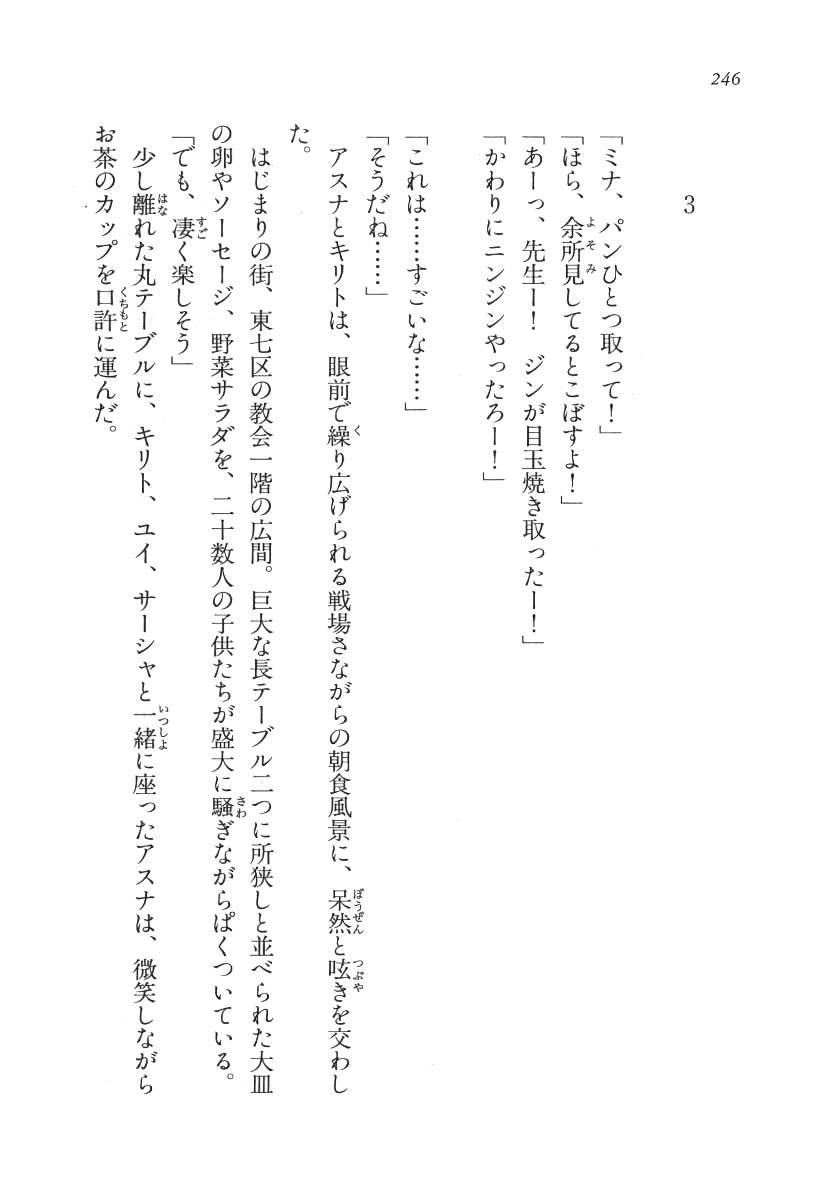 246
3
「ミナ、パンひとつ取って！」
「ほら、余所見してるとこぼすよ！」
「あーっ、先生ー！　ジンが目玉焼き取ったー！」
「かわりにニンジンやったろー！」
「これは……すごいな……」
「そうだね……」
　アスナとキリトは、眼前で繰り広げられる戦場さながらの朝食風景に、呆然と呟きを交わし
た。
　はじまりの街、東七区の教会一階の広間。巨大な長テーブル二つに所狭しと並べられた大皿
の卵やソーセージ、野菜サラダを、二十数人の子供たちが盛大に騒ぎながらぱくついている。
「でも、凄く楽しそう」
　少し離れた丸テーブルに、キリト、ユイ、サーシャと一緒に座ったアスナは、微笑しながら
お茶のカップを口許に運んだ。